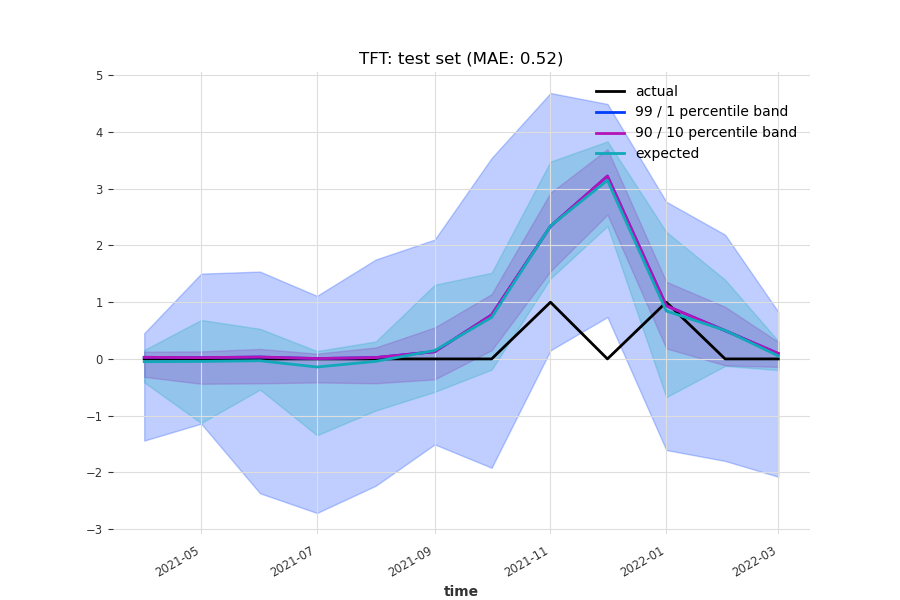 TFT: test set (MAE: 0.52)
actual
99 / 1 percentile band
90 / 10 percentile band
expected
5
4
3
2
1
0
−1
−2
−3
2021-05
2021-07
2021-09
2021-11
2022-01
2022-03
time